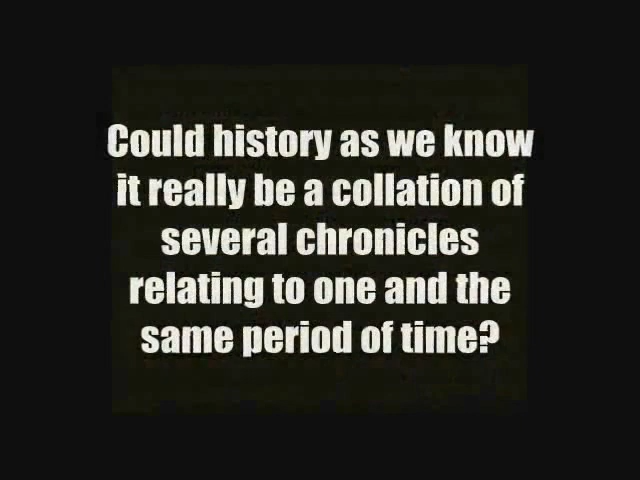 Could history as we know
it really be a collation of
several chronicles
relating to one and the
same period of time?